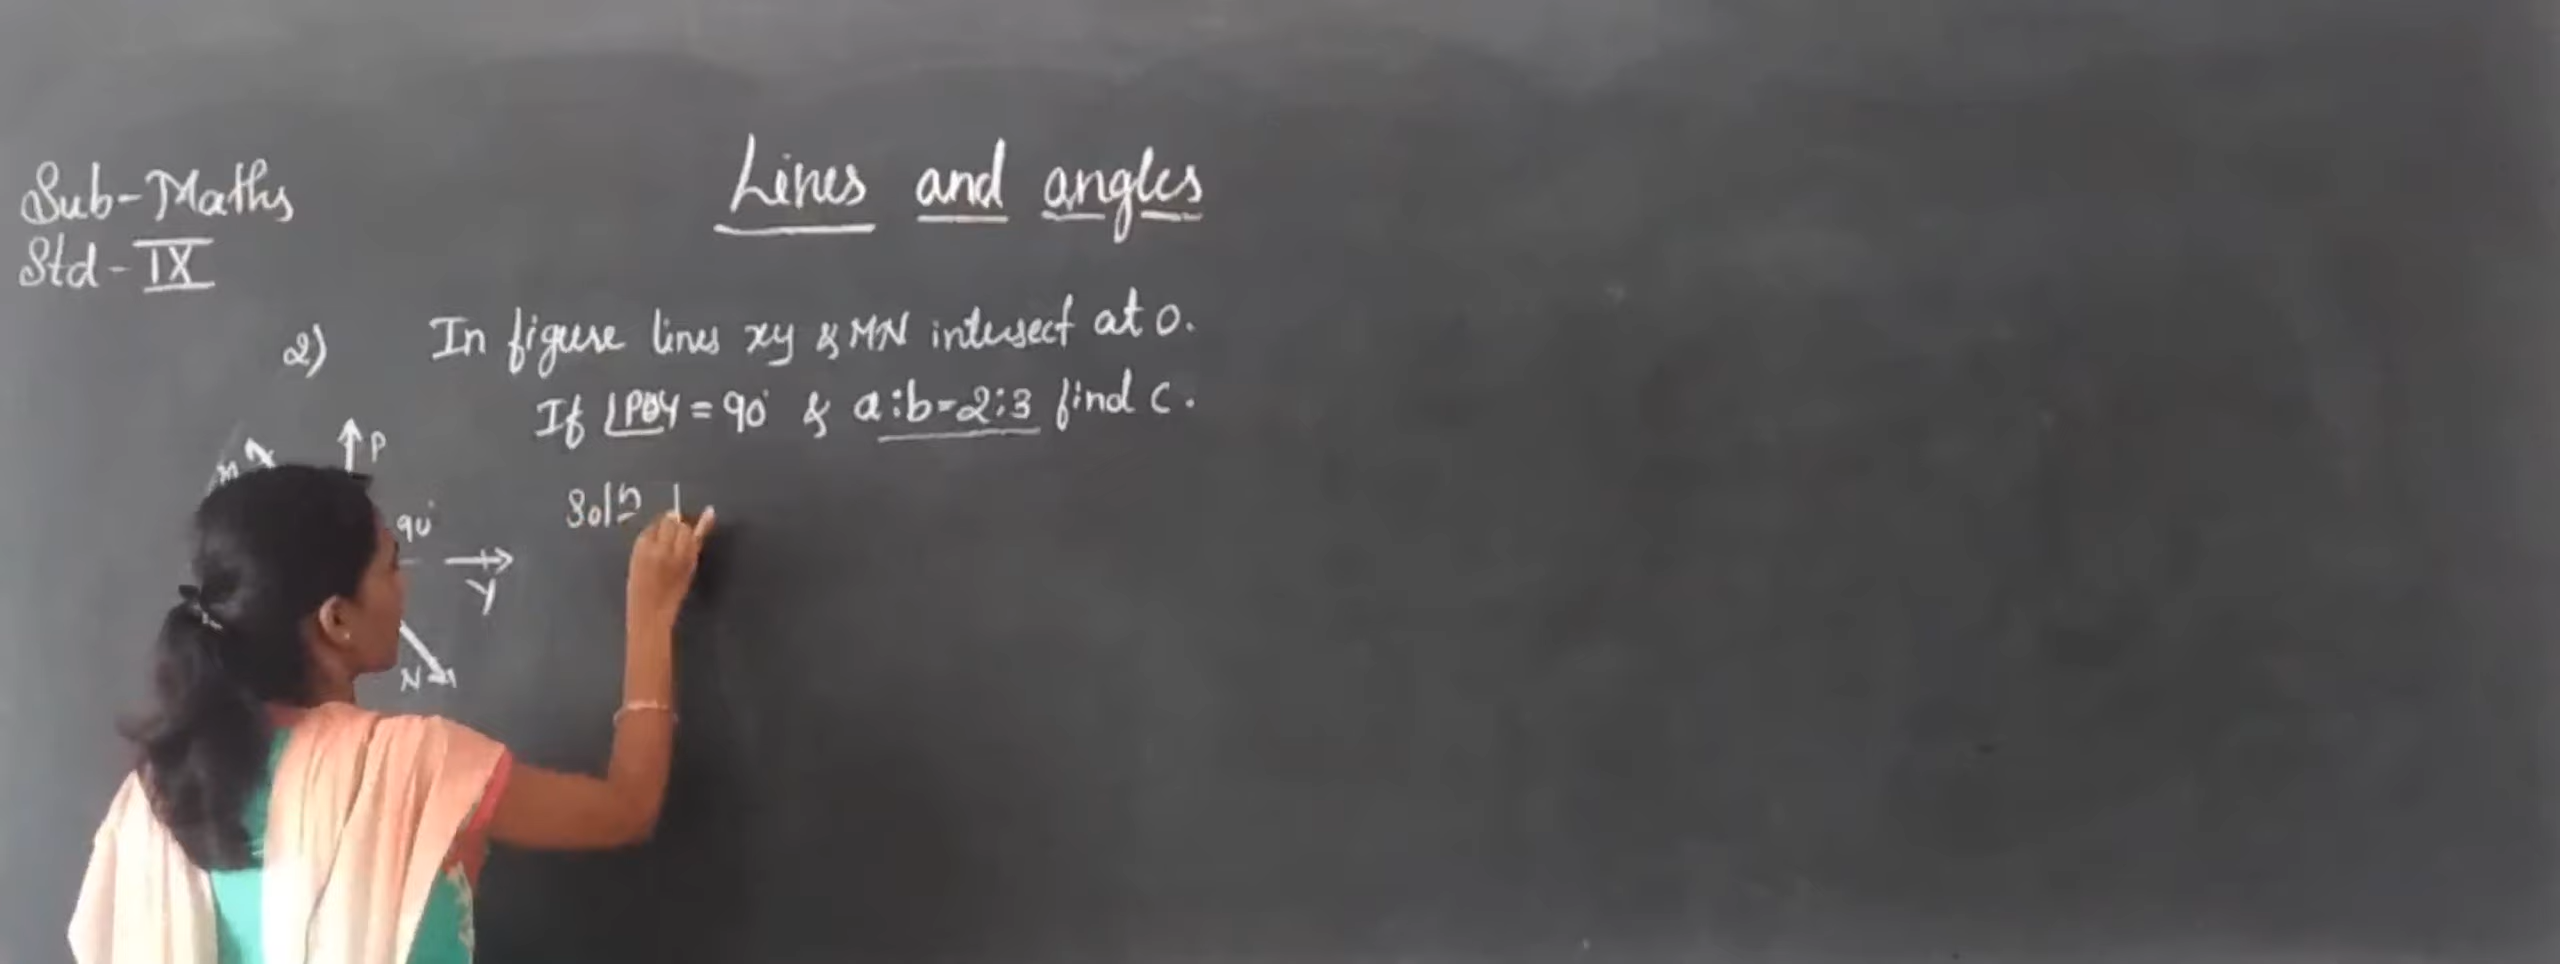 Sub-Maths
Std-IX
Lines and angles
2) In figure lines xy & MN intersect at O.
If ∠POY = 90° & a:b=2:3 find c.
M
P
90°
Y
N
Soln